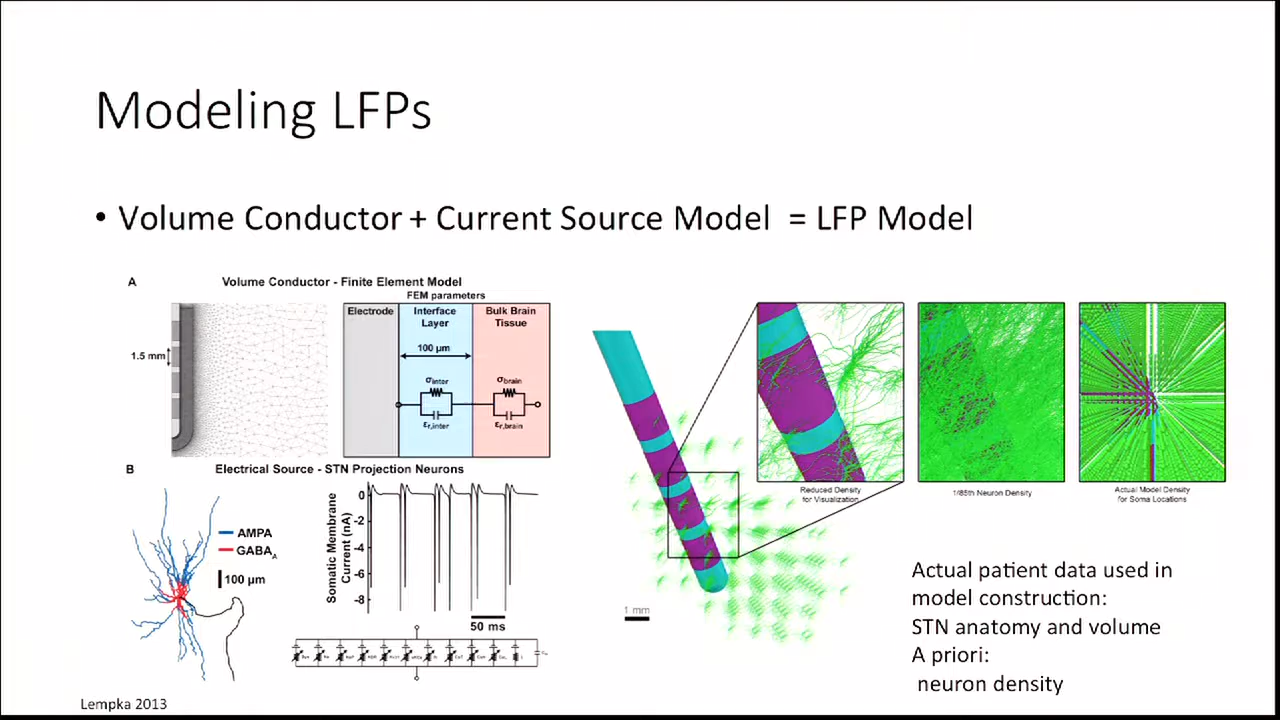 Modeling LFPs
• Volume Conductor + Current Source Model = LFP Model
A
Volume Conductor - Finite Element Model
FEM parameters
Electrode
Interface
Layer
Bulk Brain
Tissue
100 µm
1.5 mm
σinter
σbrain
εr,inter
εr,brain
B
Electrical Source - STN Projection Neurons
AMPA
GABAA
100 µm
Somatic Membrane
Current (nA)
0
-2
-4
-6
-8
50 ms
1 mm
Reduced Density
for Visualization
1/85th Neuron Density
Actual Model Density
for Soma Locations
Actual patient data used in
model construction:
STN anatomy and volume
A priori:
neuron density
Lempka 2013